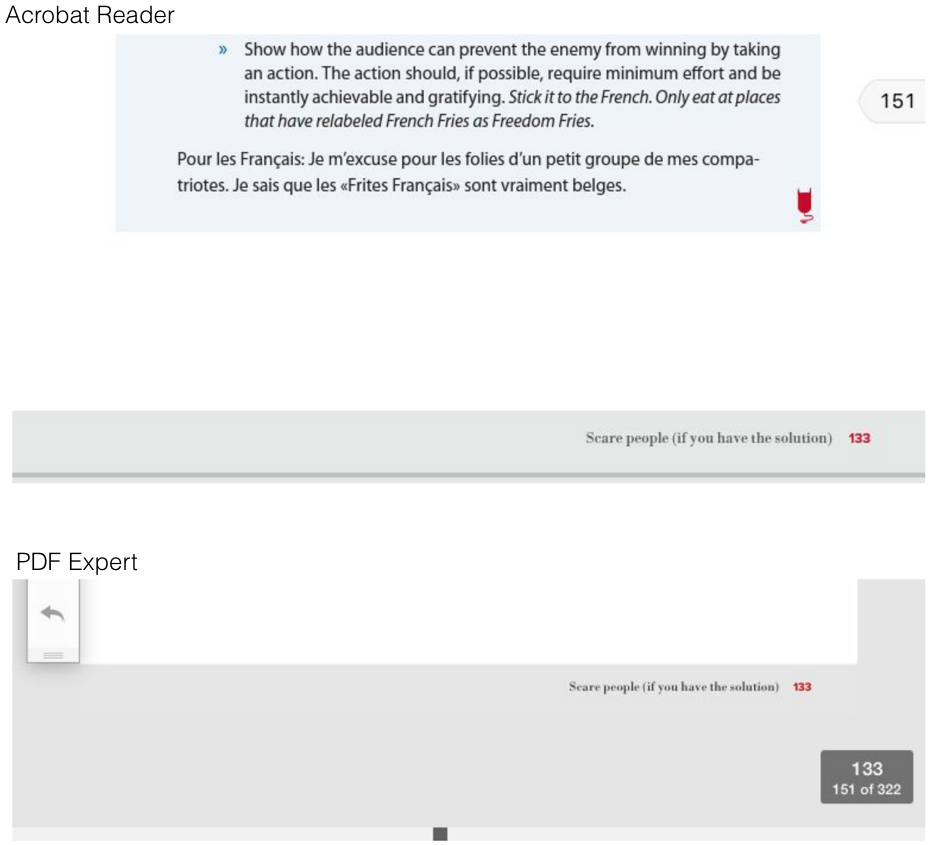 Acrobat Reader
» Show how the audience can prevent the enemy from winning by taking
an action. The action should, if possible, require minimum effort and be
instantly achievable and gratifying. Stick it to the French. Only eat at places
that have relabeled French Fries as Freedom Fries.
151
Pour les Français: Je m’excuse pour les folies d’un petit groupe de mes compa-
triotes. Je sais que les «Frites Français» sont vraiment belges.
Scare people (if you have the solution) 133
PDF Expert
Scare people (if you have the solution) 133
133
151 of 322